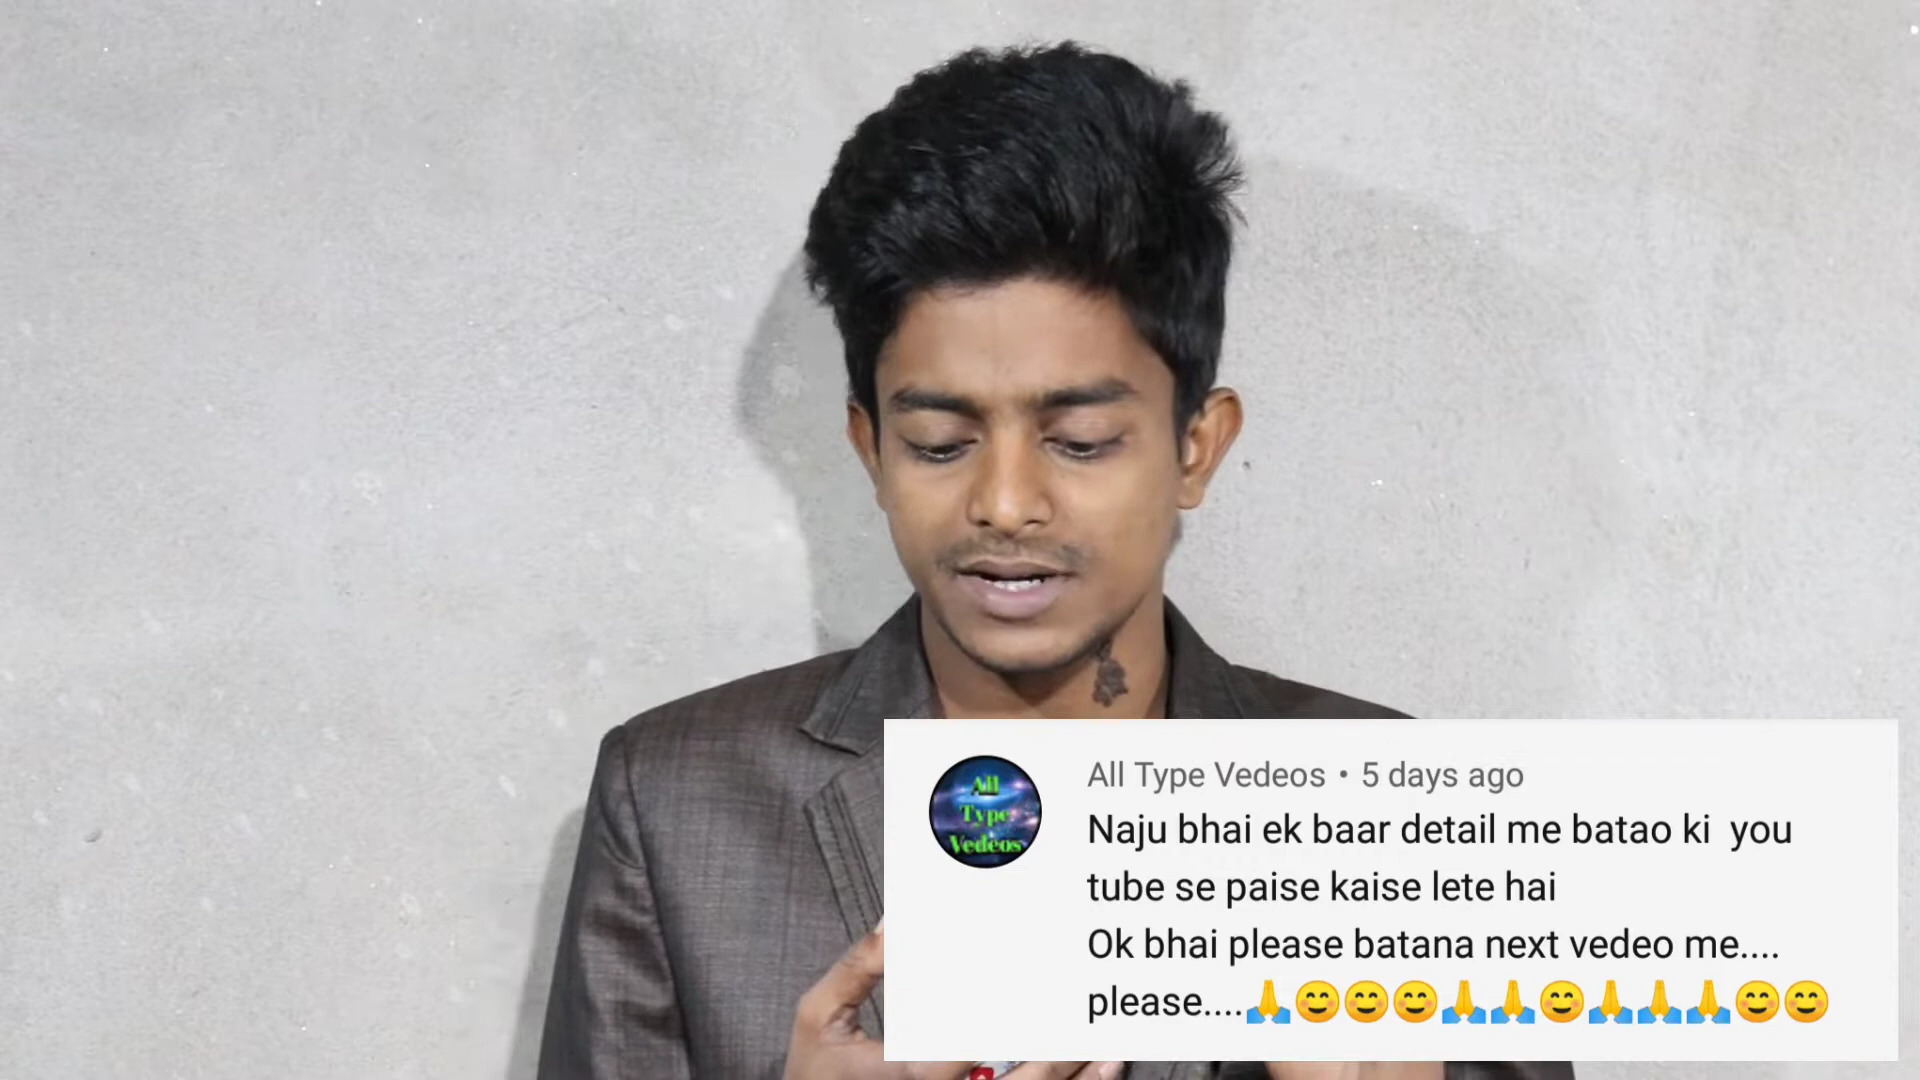 All
Type
Vedeos
All Type Vedeos • 5 days ago
Naju bhai ek baar detail me batao ki you
tube se paise kaise lete hai
Ok bhai please batana next vedeo me....
please....🙏😊😊😊🙏🙏😊🙏🙏🙏😊😊